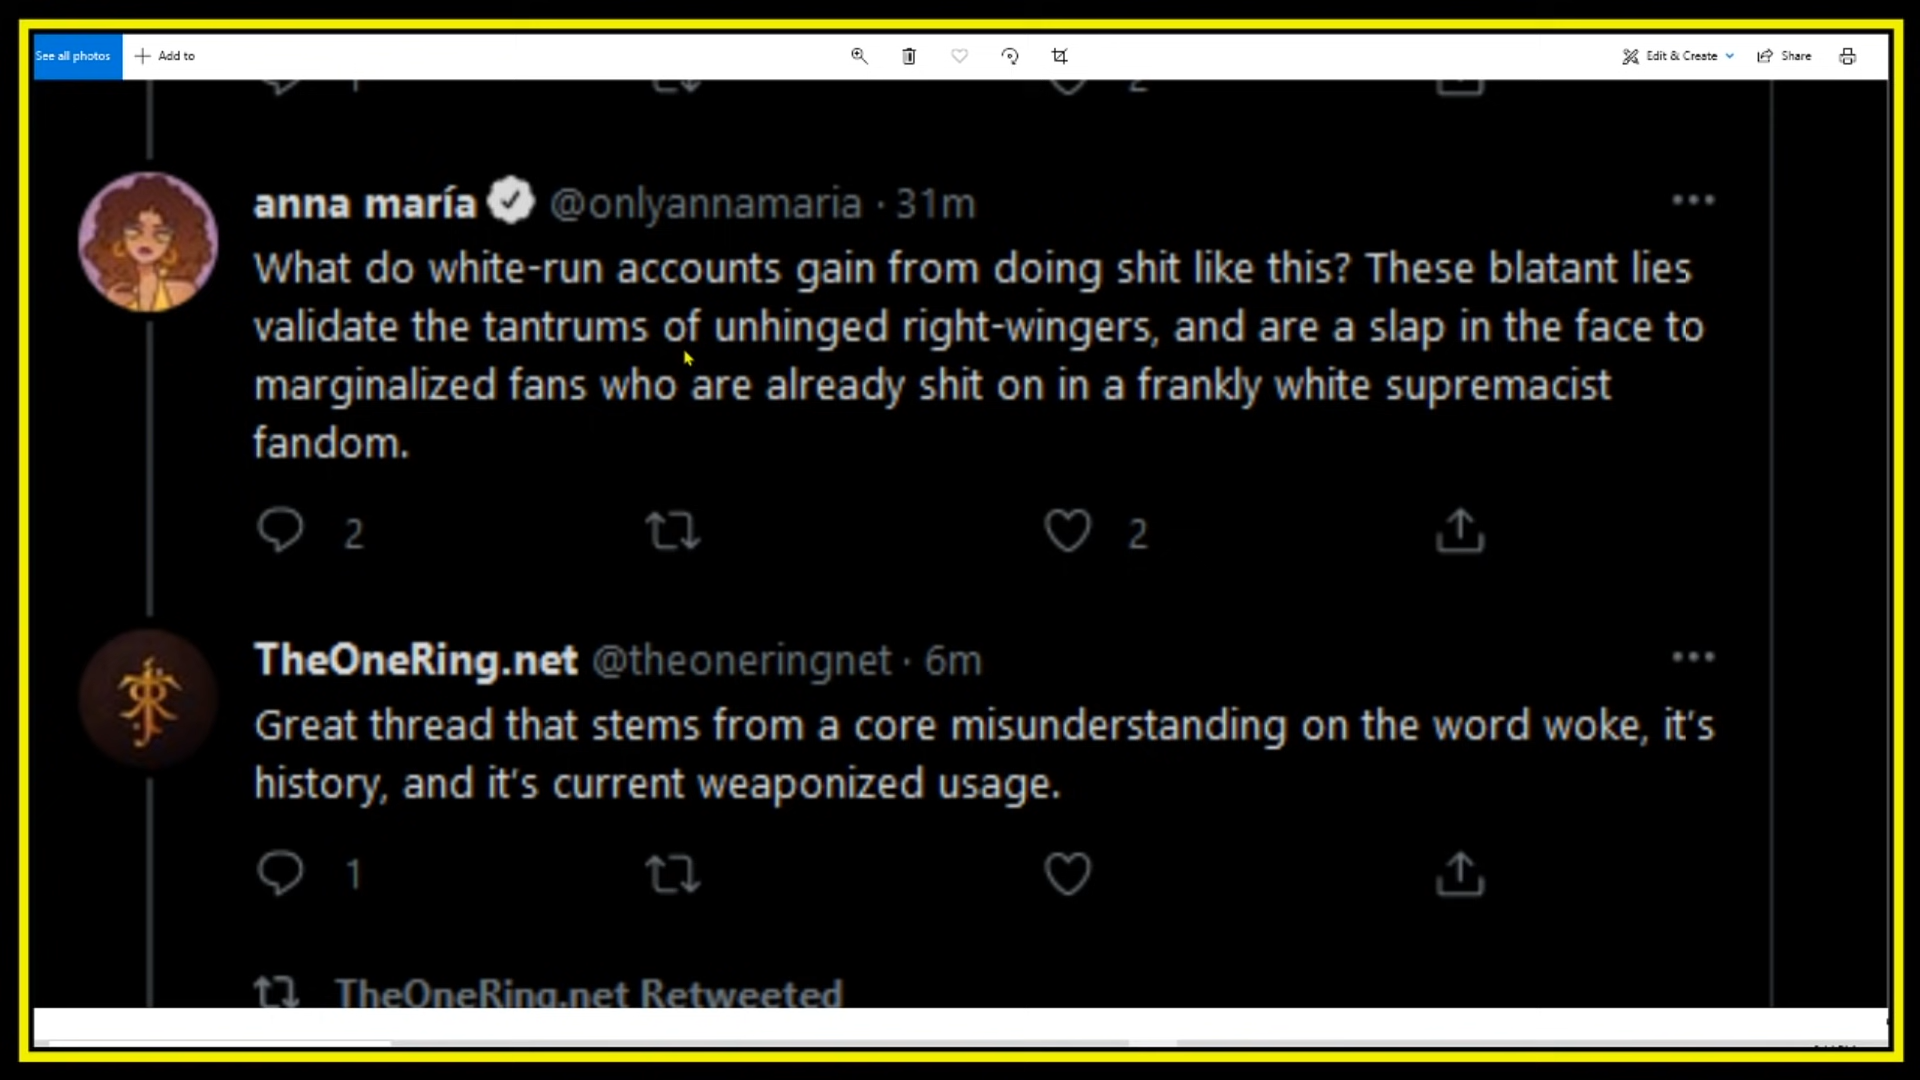 See all photos
Add to
Edit & Create
Share
2
anna maría @onlyannamaria · 31m
What do white-run accounts gain from doing shit like this? These blatant lies
validate the tantrums of unhinged right-wingers, and are a slap in the face to
marginalized fans who are already shit on in a frankly white supremacist
fandom.
2 2
TheOneRing.net @theoneringnet · 6m
Great thread that stems from a core misunderstanding on the word woke, it's
history, and it's current weaponized usage.
1
TheOneRing.net Retweeted